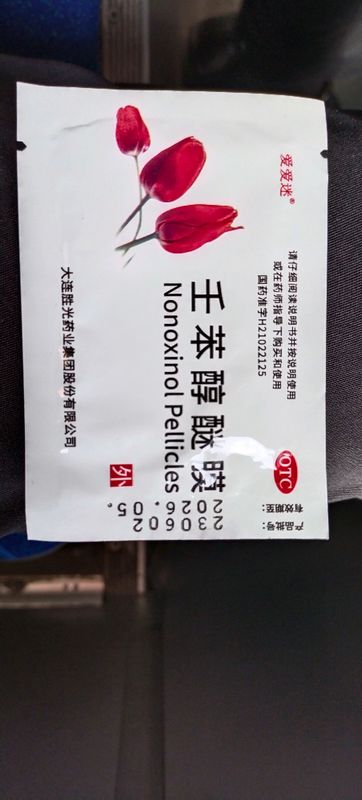 爱爱迷®
请仔细阅读说明书并按说明使用
或在药师指导下购买和使用
国药准字H21022125
OTC
壬苯醇醚膜
Nonoxinol Pellicles
外
大连胜光药业集团股份有限公司
产品批号：230602
有效期至：2026.05.